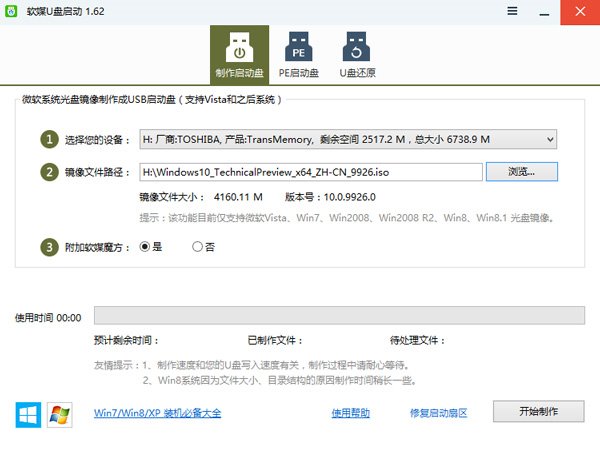 软媒U盘启动 1.62
制作启动盘
PE
PE启动盘
U盘还原
微软系统光盘镜像制作成USB启动盘（支持Vista和之后系统）
1 选择您的设备： H: 厂商:TOSHIBA, 产品:TransMemory, 剩余空间 2517.2 M，总大小 6738.9 M
2 镜像文件路径： H:\Windows10_TechnicalPreview_x64_ZH-CN_9926.iso 浏览...
镜像文件大小： 4160.11 M 版本号：10.0.9926.0
提示：该功能目前仅支持微软Vista、Win7、Win2008、Win2008 R2、Win8、Win8.1 光盘镜像。
3 附加软媒魔方： 是 否
使用时间 00:00
预计剩余时间： 已制作文件： 待处理文件：
友情提示：1、制作速度和您的U盘写入速度有关，制作过程中请耐心等待。
2、Win8系统因为文件大小、目录结构的原因制作时间稍长一些。
Win7/Win8/XP 装机必备大全 使用帮助 修复启动扇区 开始制作